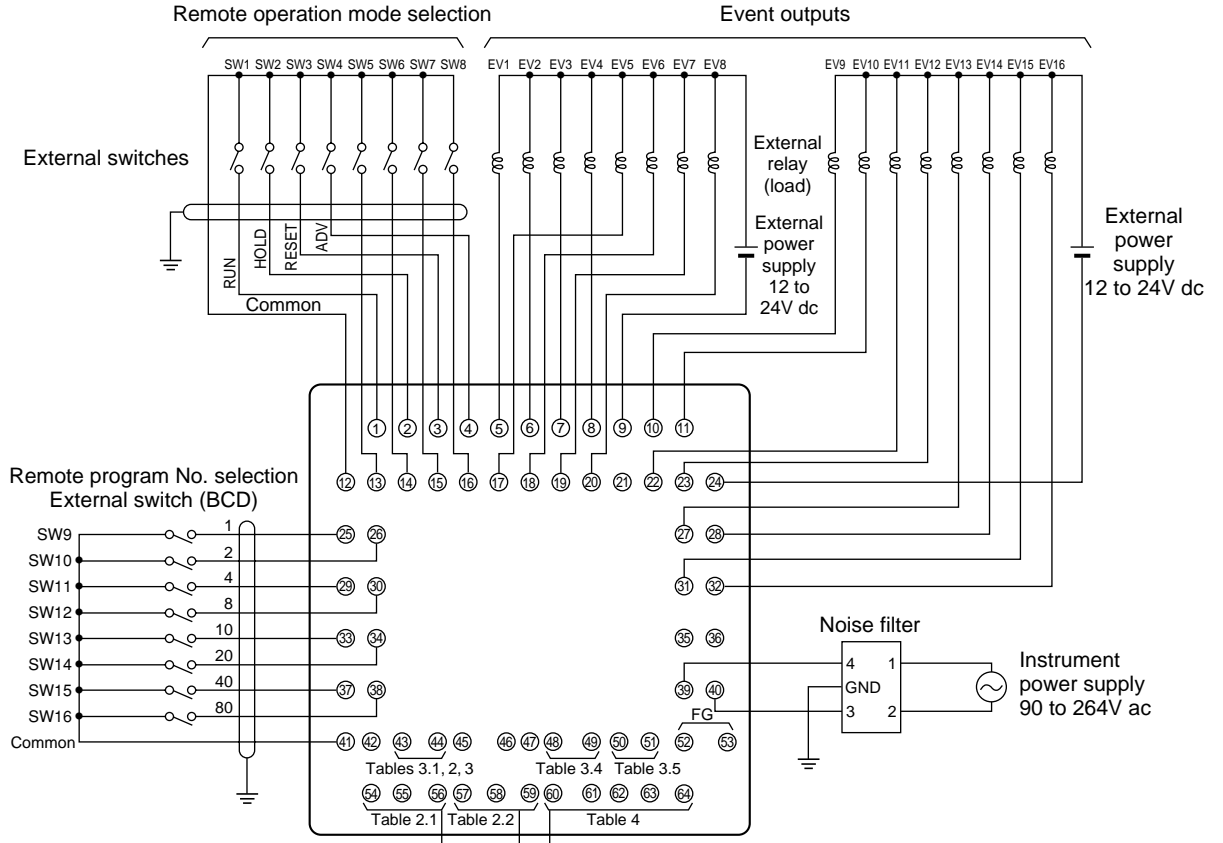 Remote operation mode selection
Event outputs
SW1 SW2 SW3 SW4 SW5 SW6 SW7 SW8
EV1 EV2 EV3 EV4 EV5 EV6 EV7 EV8
EV9 EV10 EV11 EV12 EV13 EV14 EV15 EV16
External switches
External
relay
(load)
External
power
supply
12 to
24V dc
External
power
supply
12 to 24V dc
RUN
HOLD
RESET
ADV
Common
1 2 3 4 5 6 7 8 9 10 11
12 13 14 15 16 17 18 19 20 21 22 23 24
Remote program No. selection
External switch (BCD)
SW9 1 25 26 27 28
SW10 2
SW11 4 29 30 31 32
SW12 8
SW13 10 33 34 35 36
SW14 20
SW15 40 37 38 39 40
SW16 80
Common 41 42 43 44 45 46 47 48 49 50 51 52 53
FG
Noise filter
4 1
GND
3 2
Instrument
power supply
90 to 264V ac
Tables 3.1, 2, 3 Table 3.4 Table 3.5
54 55 56 57 58 59 60 61 62 63 64
Table 2.1 Table 2.2 Table 4